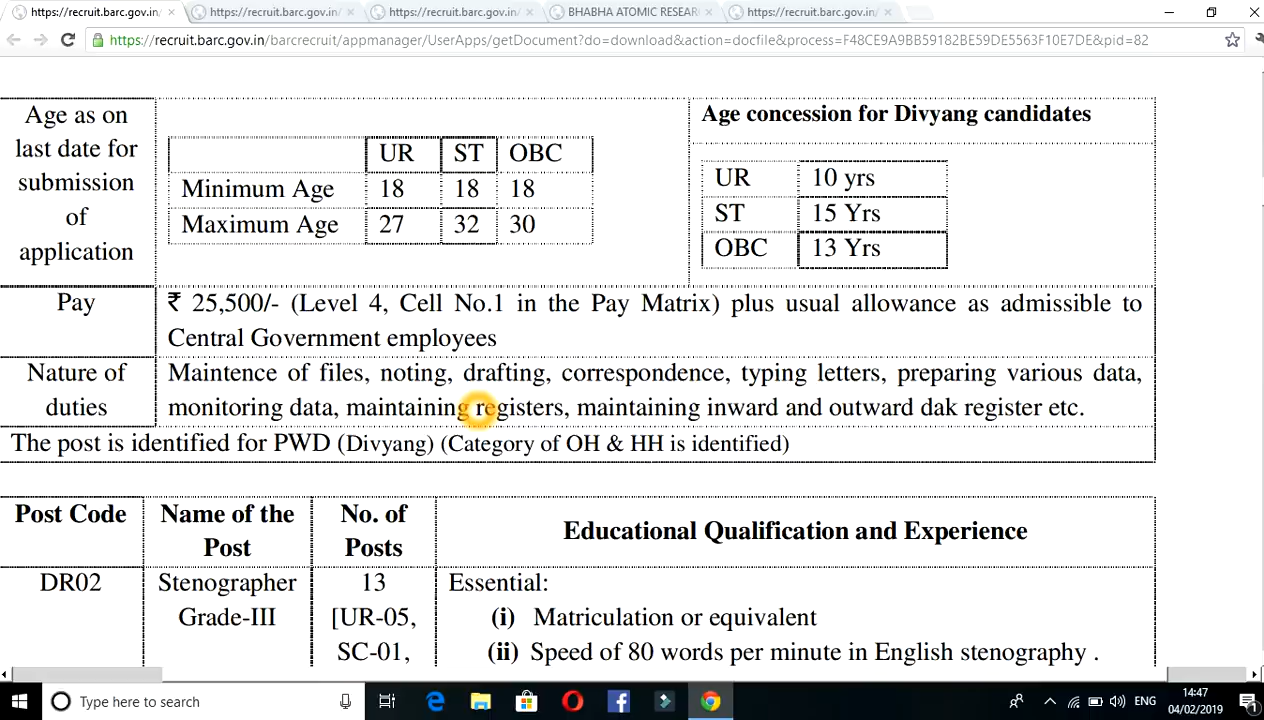 https://recruit.barc.gov.in/
https://recruit.barc.gov.in/
https://recruit.barc.gov.in/
BHABHA ATOMIC RESEAR
https://recruit.barc.gov.in/
https://recruit.barc.gov.in/barcrecruit/appmanager/UserApps/getDocument?do=download&action=docfile&process=F48CE9A9BB59182BE59DE5563F10E7DE&pid=82
Age as on
last date for
submission
of
application
UR ST OBC
Minimum Age 18 18 18
Maximum Age 27 32 30
Age concession for Divyang candidates
UR 10 yrs
ST 15 Yrs
OBC 13 Yrs
Pay
₹ 25,500/- (Level 4, Cell No.1 in the Pay Matrix) plus usual allowance as admissible to
Central Government employees
Nature of
duties
Maintence of files, noting, drafting, correspondence, typing letters, preparing various data,
monitoring data, maintaining registers, maintaining inward and outward dak register etc.
The post is identified for PWD (Divyang) (Category of OH & HH is identified)
Post Code
Name of the
Post
No. of
Posts
Educational Qualification and Experience
DR02
Stenographer
Grade-III
13
[UR-05,
SC-01,
Essential:
(i) Matriculation or equivalent
(ii) Speed of 80 words per minute in English stenography .
Type here to search
ENG
14:47
04/02/2019
1